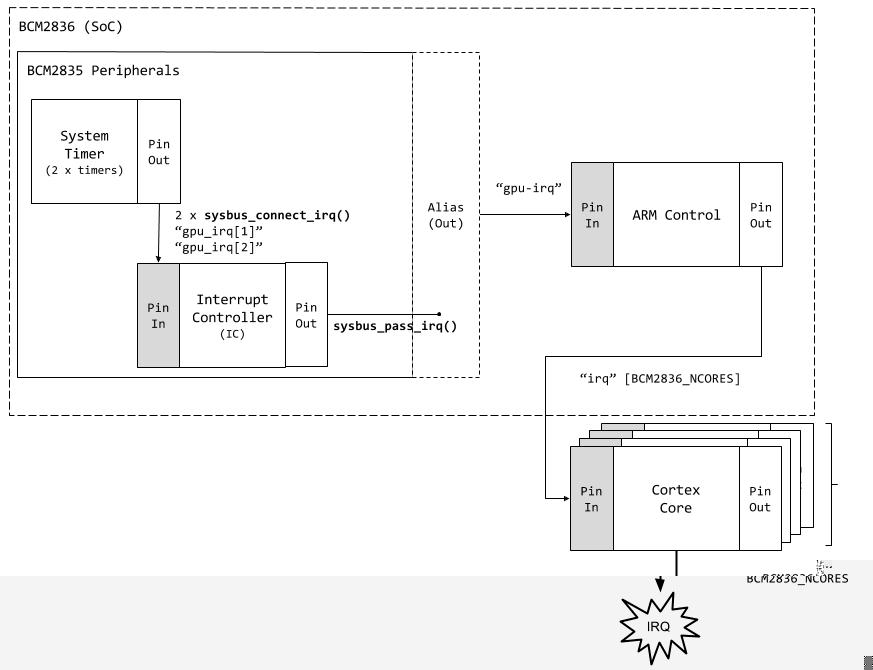 BCM2836 (SoC)
BCM2835 Peripherals
System
Timer
(2 x timers)
Pin
Out
2 x sysbus_connect_irq()
“gpu_irq[1]”
“gpu_irq[2]”
Pin
In
Interrupt
Controller
(IC)
Pin
Out
sysbus_pass_irq()
Alias
(Out)
“gpu-irq”
Pin
In
ARM Control
Pin
Out
“irq” [BCM2836_NCORES]
Pin
In
Cortex
Core
Pin
Out
BCM2836_NCORES
IRQ